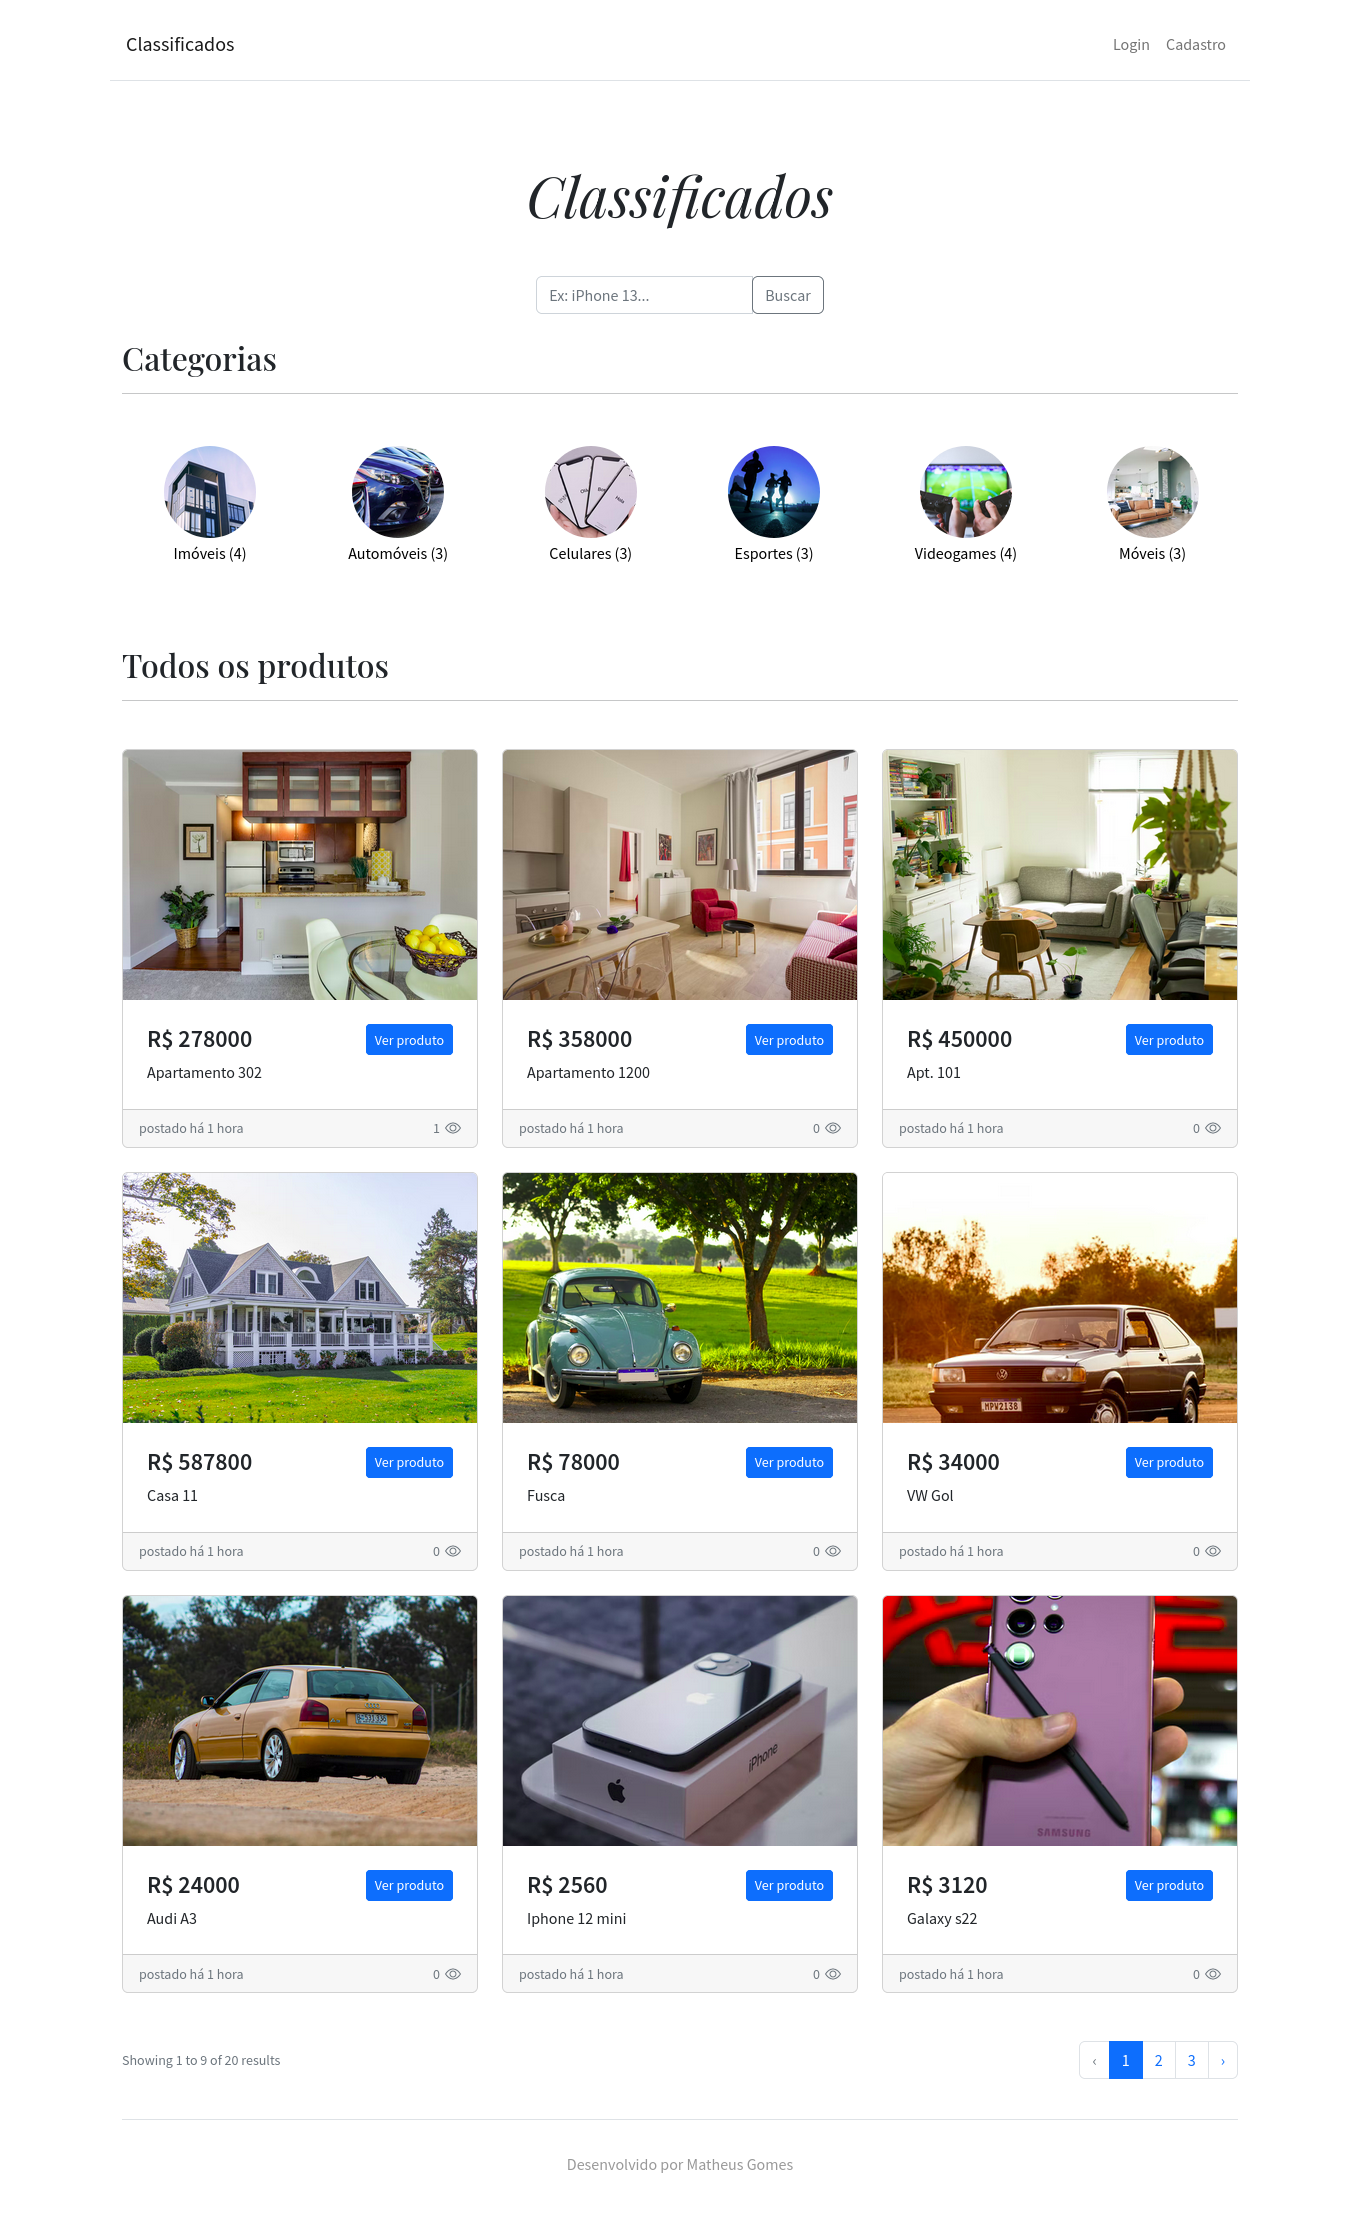 Classificados
Login Cadastro
Classificados
Ex: iPhone 13...
Buscar
Categorias
Imóveis (4)
Automóveis (3)
Celulares (3)
Esportes (3)
Videogames (4)
Móveis (3)
Todos os produtos
R$ 278000
Ver produto
Apartamento 302
postado há 1 hora
1
R$ 358000
Ver produto
Apartamento 1200
postado há 1 hora
0
R$ 450000
Ver produto
Apt. 101
postado há 1 hora
0
R$ 587800
Ver produto
Casa 11
postado há 1 hora
0
R$ 78000
Ver produto
Fusca
postado há 1 hora
0
MPW2138
R$ 34000
Ver produto
VW Gol
postado há 1 hora
0
R$ 24000
Ver produto
Audi A3
postado há 1 hora
0
iPhone
R$ 2560
Ver produto
Iphone 12 mini
postado há 1 hora
0
SAMSUNG
R$ 3120
Ver produto
Galaxy s22
postado há 1 hora
0
Showing 1 to 9 of 20 results
‹ 1 2 3 ›
Desenvolvido por Matheus Gomes